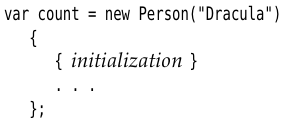 var count = new Person("Dracula")
{
{ initialization }
. . .
};